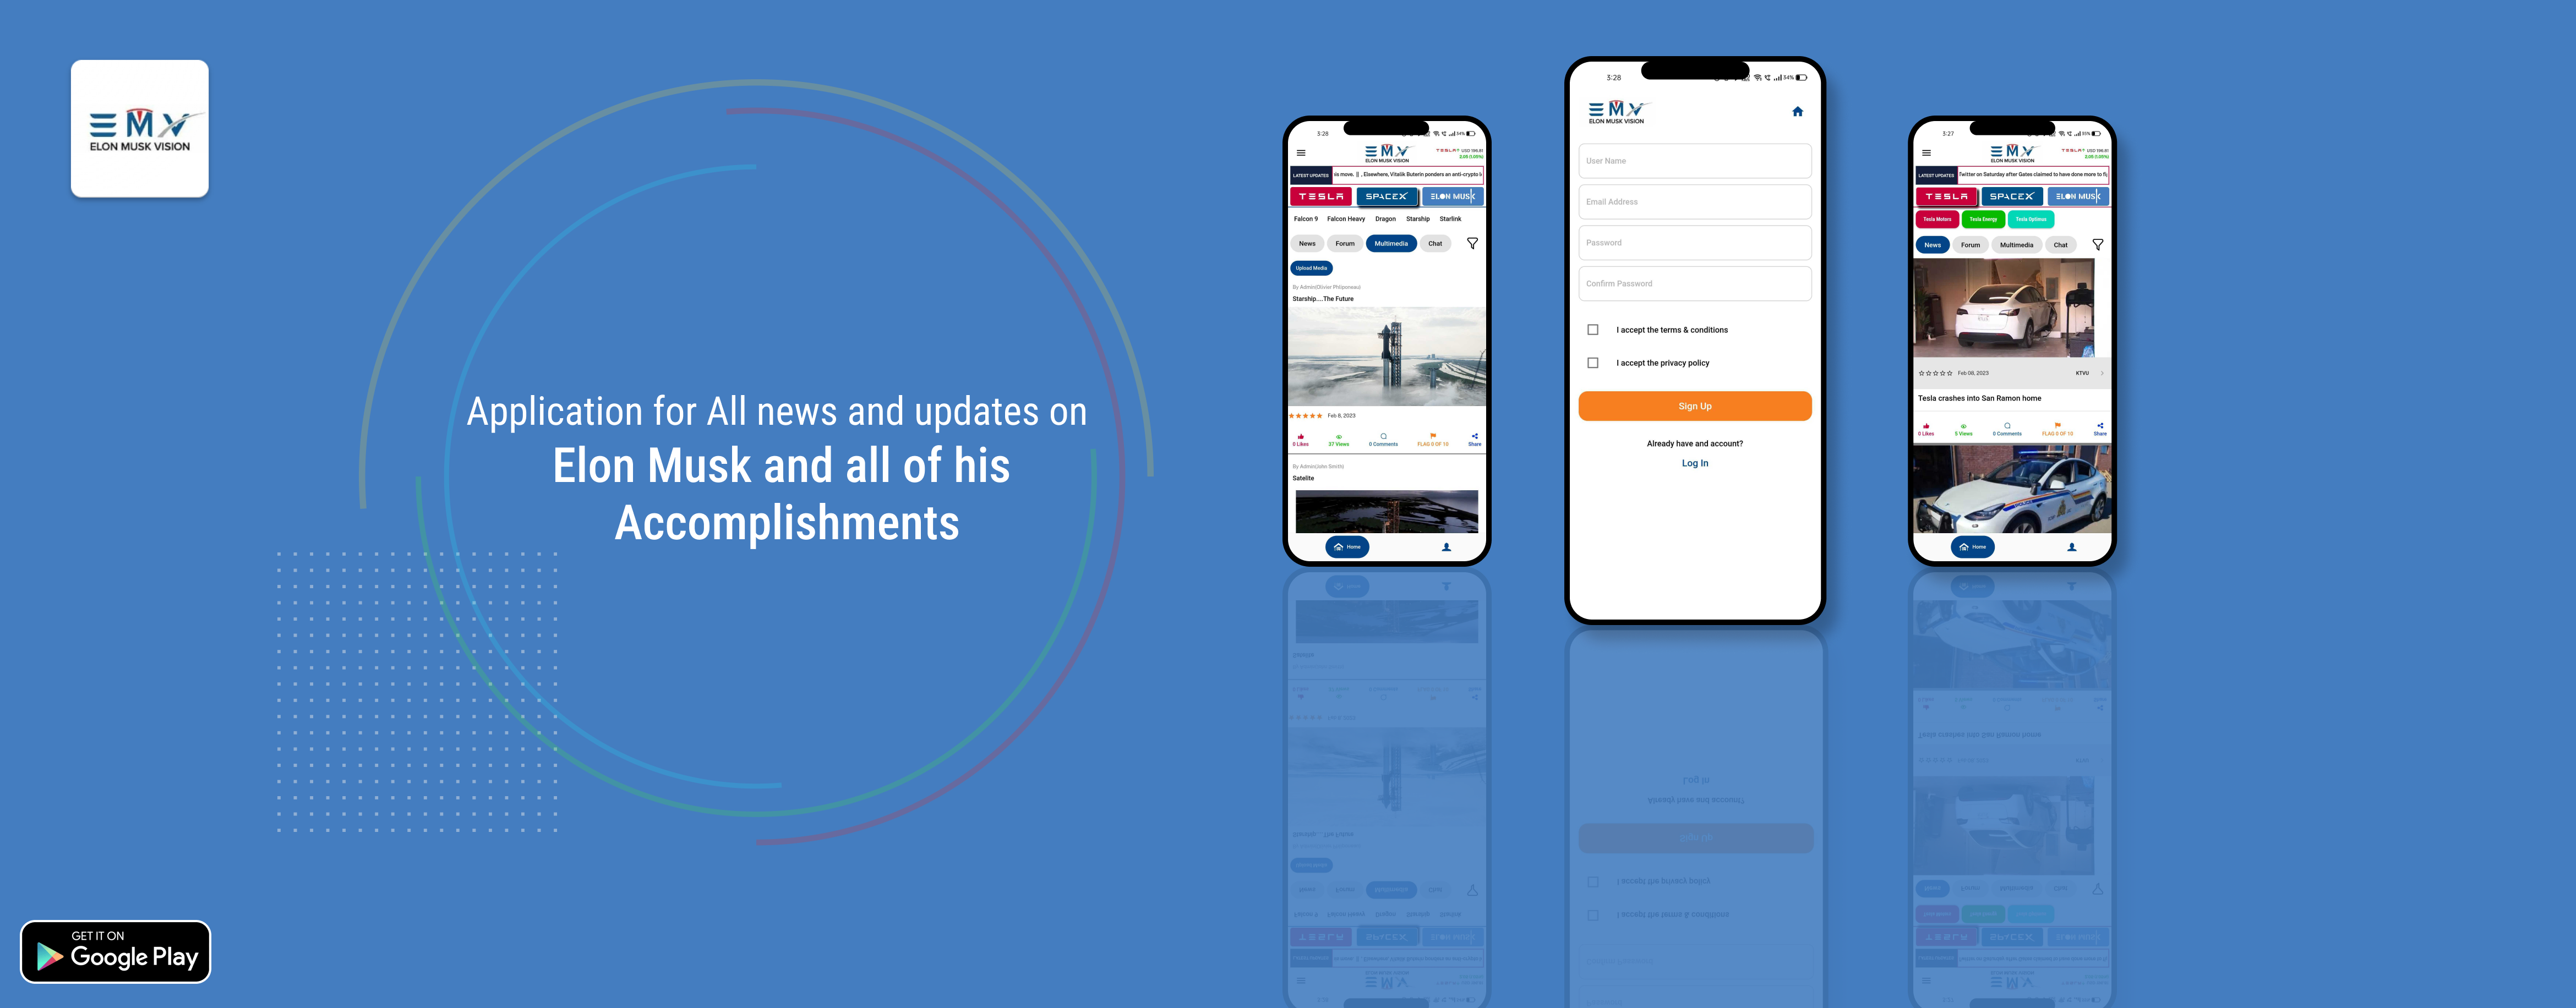 EMV
ELON MUSK VISION
Application for All news and updates on
Elon Musk and all of his
Accomplishments
GET IT ON
Google Play
3:28
54%
EMV
ELON MUSK VISION
TESLA USD 196.81
2.05 (1.05%)
LATEST UPDATES
is move. || , Elsewhere, Vitalik Buterin ponders an anti-crypto
TESLA SPACEX ELON MUSK
Falcon 9 Falcon Heavy Dragon Starship Starlink
News Forum Multimedia Chat
Upload Media
By Admin(Olivier Philponeau)
Starship....The Future
Feb 8, 2023
0 Likes 37 Views 0 Comments FLAG 0 OF 10 Share
By Admin(John Smith)
Satelite
Home
3:28
54%
EMV
ELON MUSK VISION
User Name
Email Address
Password
Confirm Password
I accept the terms & conditions
I accept the privacy policy
Sign Up
Already have and account?
Log In
3:27
55%
EMV
ELON MUSK VISION
TESLA USD 196.81
2.05 (1.05%)
LATEST UPDATES
Twitter on Saturday after Gates claimed to have done more to
TESLA SPACEX ELON MUSK
Tesla Motors Tesla Energy Tesla Optimus
News Forum Multimedia Chat
Feb 08, 2023 KTVU
Tesla crashes into San Ramon home
0 Likes 5 Views 0 Comments FLAG 0 OF 10 Share
Home